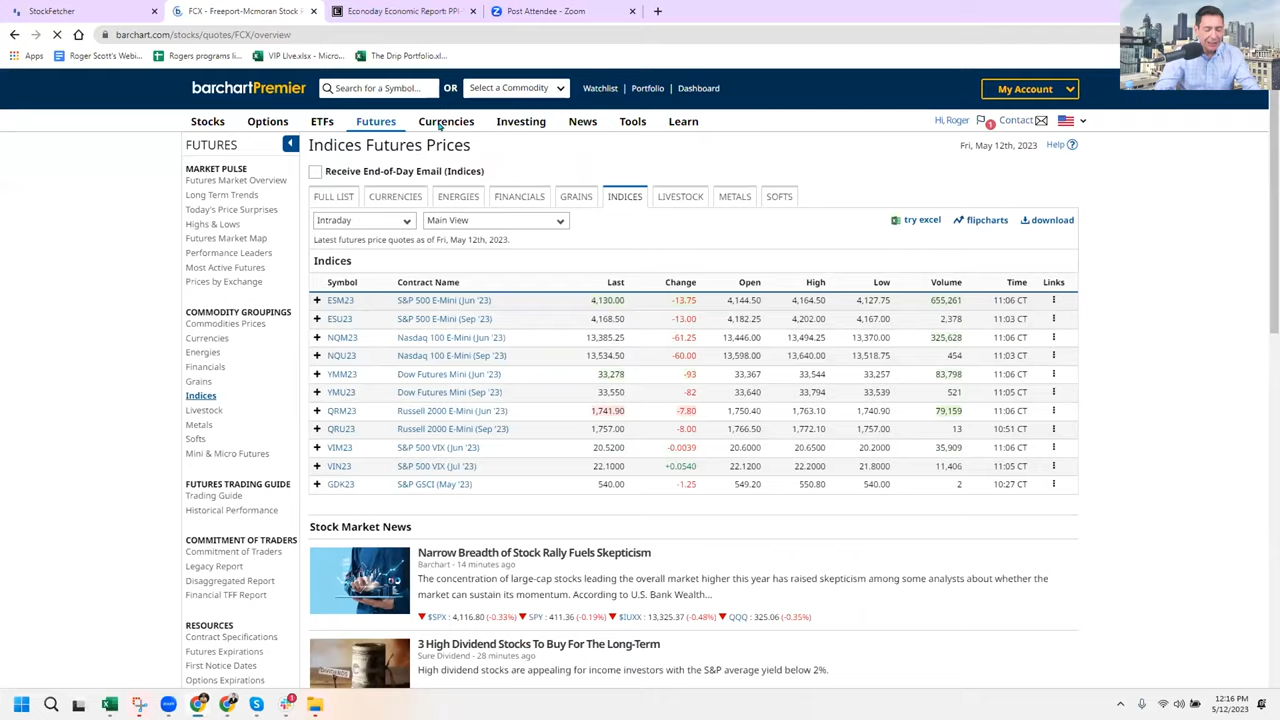 StockFetcher
FCX - Freeport-Mcmoran Stock F
Econoday Economic Report: PPI-
Post Attendee - Zoom
barchart.com/stocks/quotes/FCX/overview
Apps
Roger Scott's Webi...
Rogers programs li...
VIP Live.xlsx - Micro...
The Drip Portfolio.xl...
barchartPremier
Search for a Symbol...
OR
Select a Commodity
Watchlist
Portfolio
Dashboard
My Account
Stocks
Options
ETFs
Futures
Currencies
Investing
News
Tools
Learn
Hi, Roger
1
Contact
FUTURES
MARKET PULSE
Futures Market Overview
Long Term Trends
Today's Price Surprises
Highs & Lows
Futures Market Map
Performance Leaders
Most Active Futures
Prices by Exchange
COMMODITY GROUPINGS
Commodities Prices
Currencies
Energies
Financials
Grains
Indices
Livestock
Metals
Softs
Mini & Micro Futures
FUTURES TRADING GUIDE
Trading Guide
Historical Performance
COMMITMENT OF TRADERS
Commitment of Traders
Legacy Report
Disaggregated Report
Financial TFF Report
RESOURCES
Contract Specifications
Futures Expirations
First Notice Dates
Options Expirations
Indices Futures Prices
Fri, May 12th, 2023
Help ?
Receive End-of-Day Email (Indices)
FULL LIST
CURRENCIES
ENERGIES
FINANCIALS
GRAINS
INDICES
LIVESTOCK
METALS
SOFTS
Intraday
Main View
try excel
flipcharts
download
Latest futures price quotes as of Fri, May 12th, 2023.
Indices
Symbol Contract Name Last Change Open High Low Volume Time Links
+ ESM23 S&P 500 E-Mini (Jun '23) 4,130.00 -13.75 4,144.50 4,164.50 4,127.75 655,261 11:06 CT
+ ESU23 S&P 500 E-Mini (Sep '23) 4,168.50 -13.00 4,182.25 4,202.00 4,167.00 2,378 11:03 CT
+ NQM23 Nasdaq 100 E-Mini (Jun '23) 13,385.25 -61.25 13,446.00 13,494.25 13,370.00 325,628 11:06 CT
+ NQU23 Nasdaq 100 E-Mini (Sep '23) 13,534.50 -60.00 13,598.00 13,640.00 13,518.75 454 11:03 CT
+ YMM23 Dow Futures Mini (Jun '23) 33,278 -93 33,367 33,544 33,257 83,798 11:06 CT
+ YMU23 Dow Futures Mini (Sep '23) 33,550 -82 33,640 33,794 33,539 521 11:05 CT
+ QRM23 Russell 2000 E-Mini (Jun '23) 1,741.90 -7.80 1,750.40 1,763.10 1,740.90 79,159 11:06 CT
+ QRU23 Russell 2000 E-Mini (Sep '23) 1,757.00 -8.00 1,766.50 1,772.10 1,757.00 13 10:51 CT
+ VIM23 S&P 500 VIX (Jun '23) 20.5200 -0.0039 20.6000 20.6500 20.2000 35,909 11:06 CT
+ VIN23 S&P 500 VIX (Jul '23) 22.1000 +0.0540 22.1200 22.2000 21.8000 11,406 11:05 CT
+ GDK23 S&P GSCI (May '23) 540.00 -1.25 549.20 550.80 540.00 2 10:27 CT
Stock Market News
Narrow Breadth of Stock Rally Fuels Skepticism
Barchart - 14 minutes ago
The concentration of large-cap stocks leading the overall market higher this year has raised skepticism among some analysts about whether the
market can sustain its momentum. According to U.S. Bank Wealth...
$SPX : 4,116.80 (-0.33%) SPY : 411.36 (-0.19%) $IUXX : 13,325.37 (-0.48%) QQQ : 325.06 (-0.35%)
3 High Dividend Stocks To Buy For The Long-Term
Sure Dividend - 28 minutes ago
High dividend stocks are appealing for income investors with the S&P average yield below 2%.
DIVIDENDS
12:16 PM
5/12/2023